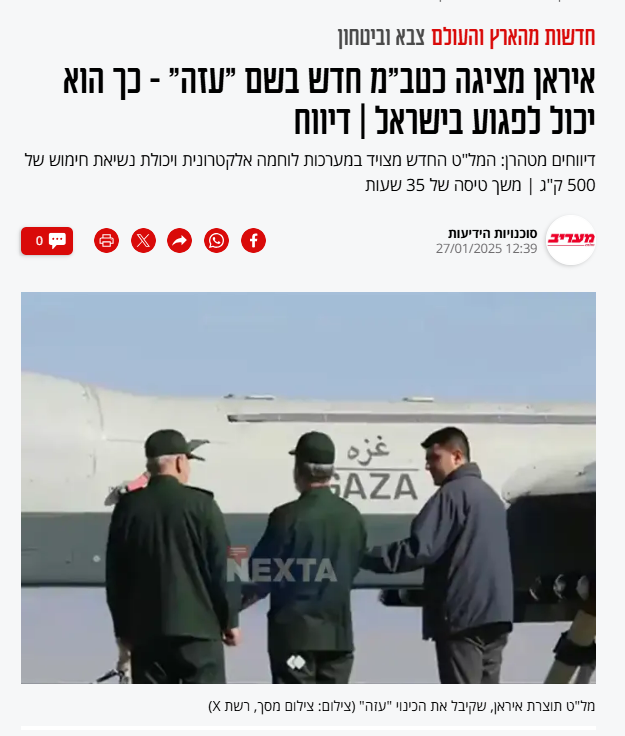 חדשות מהארץ והעולם צבא וביטחון
איראן מציגה כטב"מ חדש בשם "עזה" - כך הוא
יכול לפגוע בישראל | דיווח
דיווחים מטהרן: המל"ט החדש מצויד במערכות לוחמה אלקטרונית ויכולת נשיאת חימוש של
500 ק"ג | משך טיסה של 35 שעות
מעריב
סוכנויות הידיעות
27/01/2025 12:39
0
غزه
GAZA
NEXTA
מל"ט תוצרת איראן, שקיבל את הכינוי "עזה" (צילום: צילום מסך, רשת X)